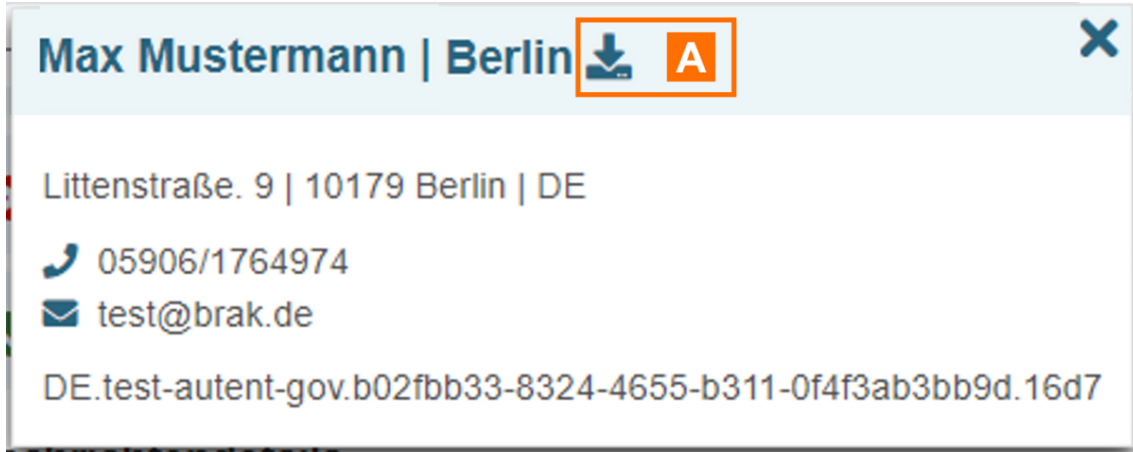 Max Mustermann | Berlin A
Littenstraße. 9 | 10179 Berlin | DE
05906/1764974
test@brak.de
DE.test-autent-gov.b02fbb33-8324-4655-b311-0f4f3ab3bb9d.16d7